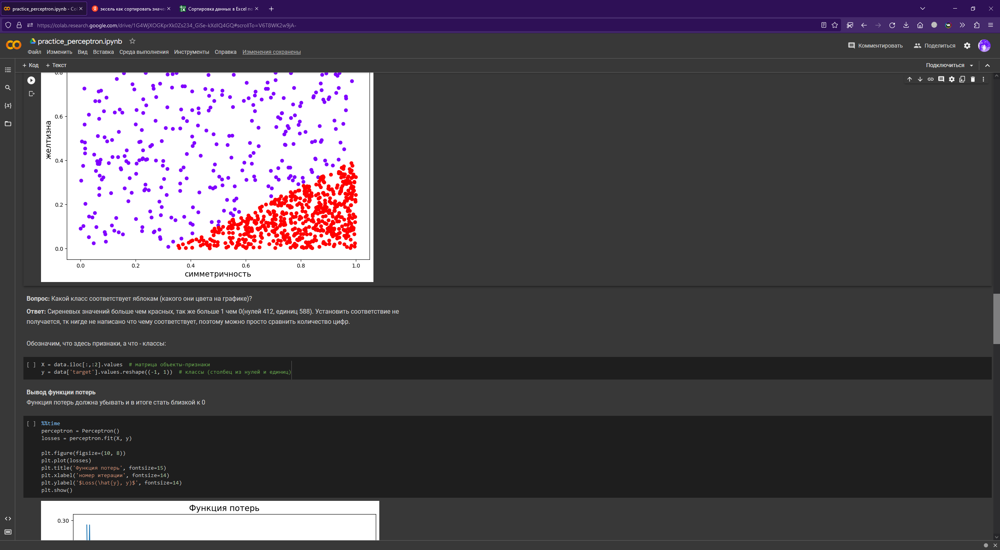 practice_perceptron.ipynb - Co
эксель как сортировать значе
Сортировка данных в Excel по
https://colab.research.google.com/drive/1G4WjXOGKprXk0Zs234_GiSe-kXdIQ4GQ#scrollTo=V6T8WK2w9jA-
practice_perceptron.ipynb
Файл Изменить Вид Вставка Среда выполнения Инструменты Справка Изменения сохранены
Комментировать Поделиться
+ Код + Текст
Подключиться
0.8
0.6
0.4
0.2
0.0
желтизна
0.0 0.2 0.4 0.6 0.8 1.0
симметричность
Вопрос: Какой класс соответствует яблокам (какого они цвета на графике)?
Ответ: Сиреневых значений больше чем красных, так же больше 1 чем 0(нулей 412, единиц 588). Установить соответствие не
получается, тк нигде не написано что чему соответствует, поэтому можно просто сравнить количество цифр.
Обозначим, что здесь признаки, а что - классы:
[ ] X = data.iloc[:,:2].values  # матрица объекты-признаки
y = data['target'].values.reshape((-1, 1))  # классы (столбец из нулей и единиц)
Вывод функции потерь
Функция потерь должна убывать и в итоге стать близкой к 0
[ ] %%time
perceptron = Perceptron()
losses = perceptron.fit(X, y)
plt.figure(figsize=(10, 8))
plt.plot(losses)
plt.title('Функция потерь', fontsize=15)
plt.xlabel('номер итерации', fontsize=14)
plt.ylabel('$Loss(\hat{y}, y)$', fontsize=14)
plt.show()
Функция потерь
0.30